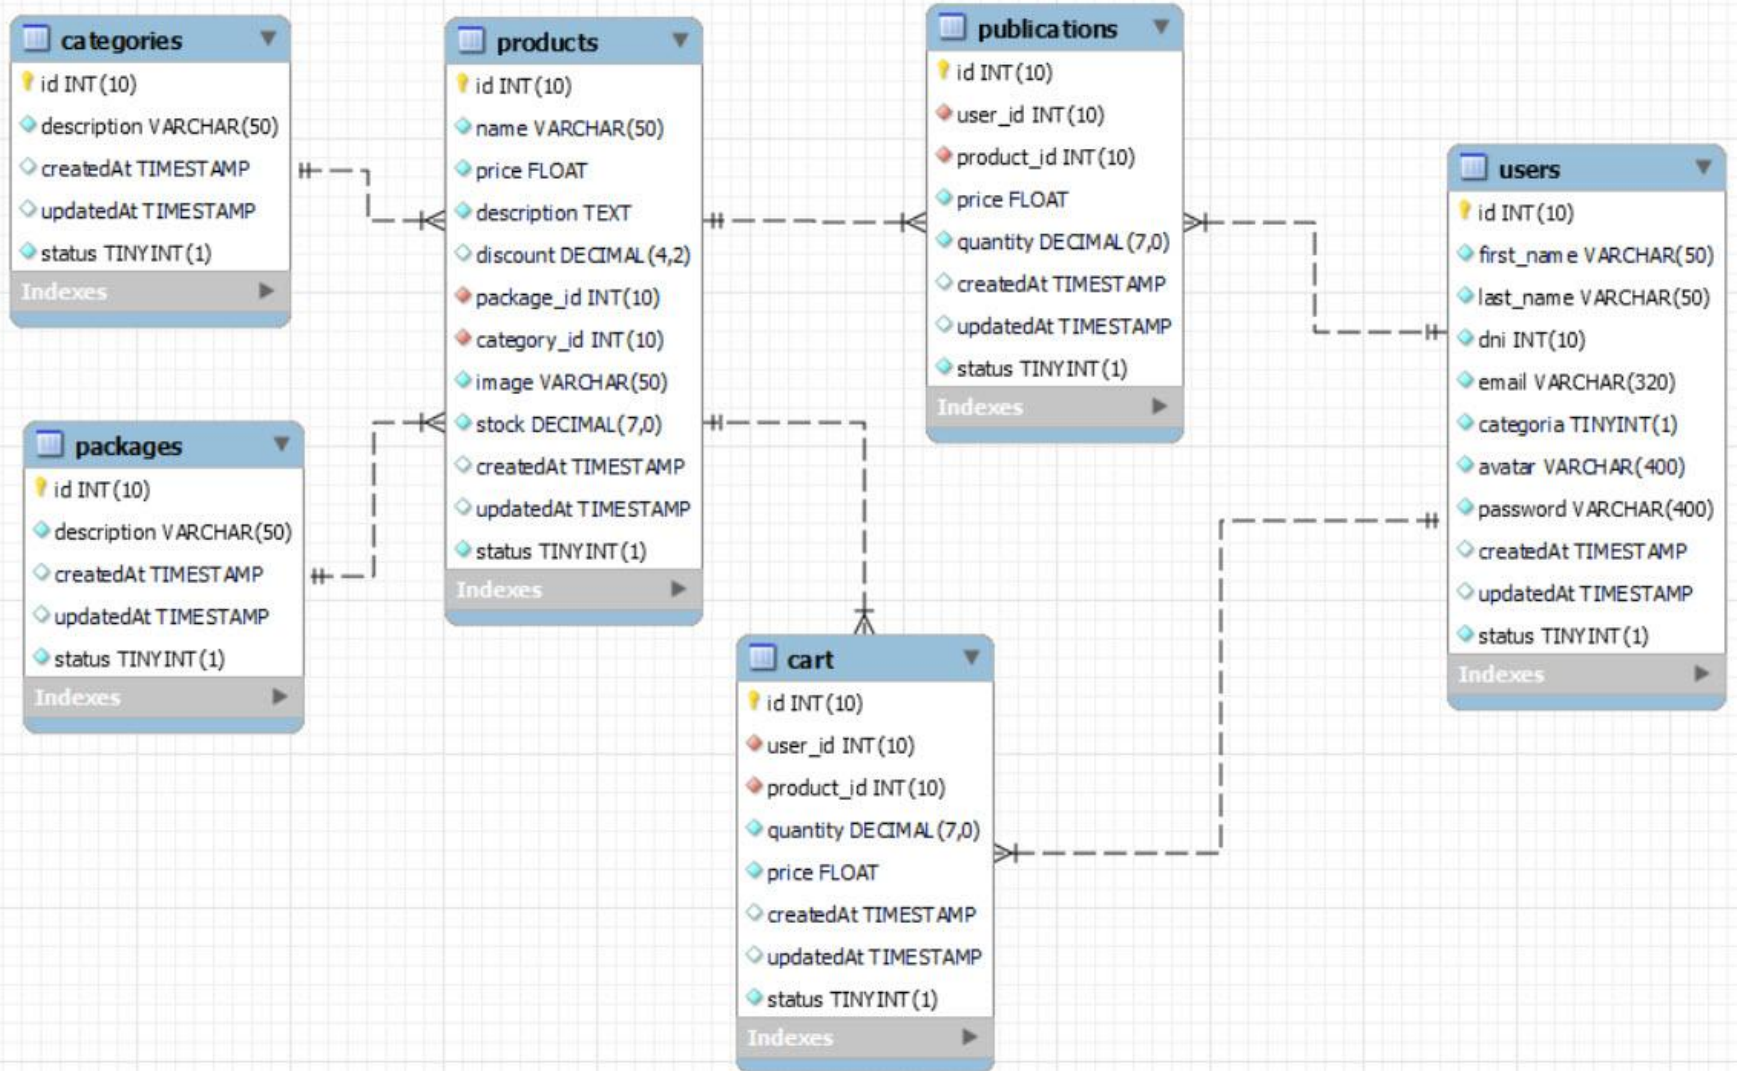 categories
id INT(10)
description VARCHAR(50)
createdAt TIMESTAMP
updatedAt TIMESTAMP
status TINYINT(1)
Indexes
packages
id INT(10)
description VARCHAR(50)
createdAt TIMESTAMP
updatedAt TIMESTAMP
status TINYINT(1)
Indexes
products
id INT(10)
name VARCHAR(50)
price FLOAT
description TEXT
discount DECIMAL(4,2)
package_id INT(10)
category_id INT(10)
image VARCHAR(50)
stock DECIMAL(7,0)
createdAt TIMESTAMP
updatedAt TIMESTAMP
status TINYINT(1)
Indexes
publications
id INT(10)
user_id INT(10)
product_id INT(10)
price FLOAT
quantity DECIMAL(7,0)
createdAt TIMESTAMP
updatedAt TIMESTAMP
status TINYINT(1)
Indexes
cart
id INT(10)
user_id INT(10)
product_id INT(10)
quantity DECIMAL(7,0)
price FLOAT
createdAt TIMESTAMP
updatedAt TIMESTAMP
status TINYINT(1)
Indexes
users
id INT(10)
first_name VARCHAR(50)
last_name VARCHAR(50)
dni INT(10)
email VARCHAR(320)
categoria TINYINT(1)
avatar VARCHAR(400)
password VARCHAR(400)
createdAt TIMESTAMP
updatedAt TIMESTAMP
status TINYINT(1)
Indexes